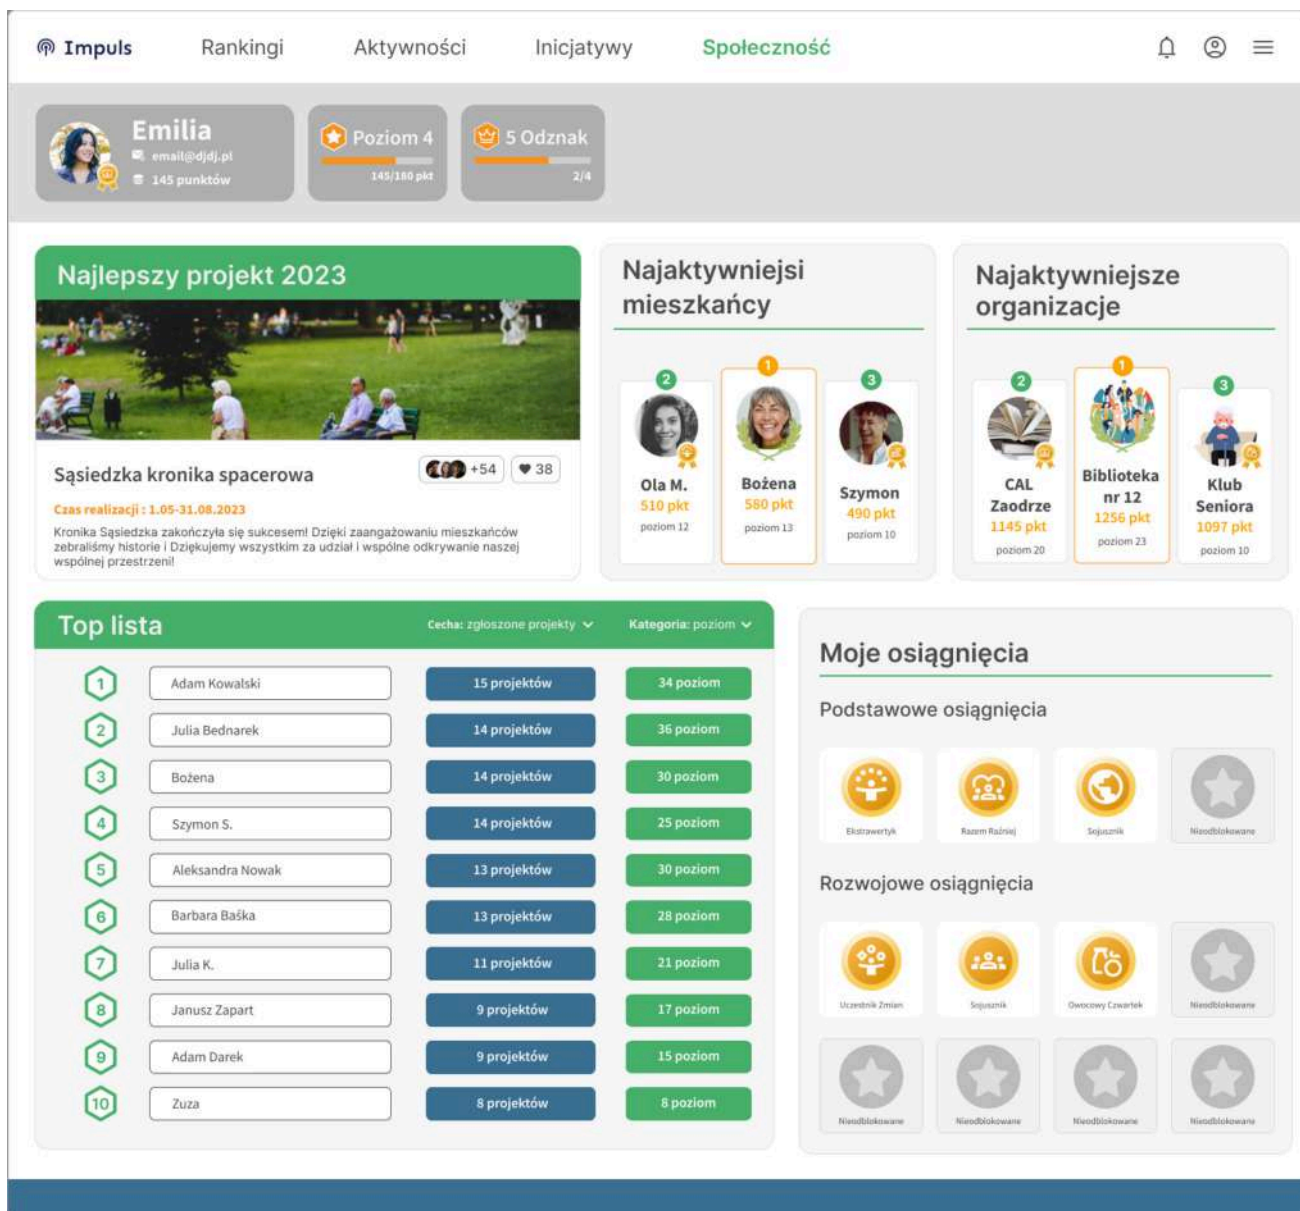 Impuls
Rankingi
Aktywności
Inicjatywy
Społeczność
Emilia
email@djdj.pl
145 punktów
Poziom 4
145/180 pkt
5 Odznak
2/4
Najlepszy projekt 2023
Sąsiedzka kronika spacerowa
+54
38
Czas realizacji : 1.05-31.08.2023
Kronika Sąsiedzka zakończyła się sukcesem! Dzięki zaangażowaniu mieszkańców
zebraliśmy historie i Dziękujemy wszystkim za udział i wspólne odkrywanie naszej
wspólnej przestrzeni!
Najaktywniejsi
mieszkańcy
2
Ola M.
510 pkt
poziom 12
1
Bożena
580 pkt
poziom 13
3
Szymon
490 pkt
poziom 10
Najaktywniejsze
organizacje
2
CAL
Zaodrze
1145 pkt
poziom 20
1
Biblioteka
nr 12
1256 pkt
poziom 23
3
Klub
Seniora
1097 pkt
poziom 10
Top lista
Cecha: zgłoszone projekty
Kategoria: poziom
1 Adam Kowalski 15 projektów 34 poziom
2 Julia Bednarek 14 projektów 36 poziom
3 Bożena 14 projektów 30 poziom
4 Szymon S. 14 projektów 25 poziom
5 Aleksandra Nowak 13 projektów 30 poziom
6 Barbara Baśka 13 projektów 28 poziom
7 Julia K. 11 projektów 21 poziom
8 Janusz Zapart 9 projektów 17 poziom
9 Adam Darek 9 projektów 15 poziom
10 Zuza 8 projektów 8 poziom
Moje osiągnięcia
Podstawowe osiągnięcia
Ekstrawertyk
Razem Raźniej
Sojusznik
Nieodblokowane
Rozwojowe osiągnięcia
Uczestnik Zmian
Sojusznik
Owocowy Czwartek
Nieodblokowane
Nieodblokowane
Nieodblokowane
Nieodblokowane
Nieodblokowane